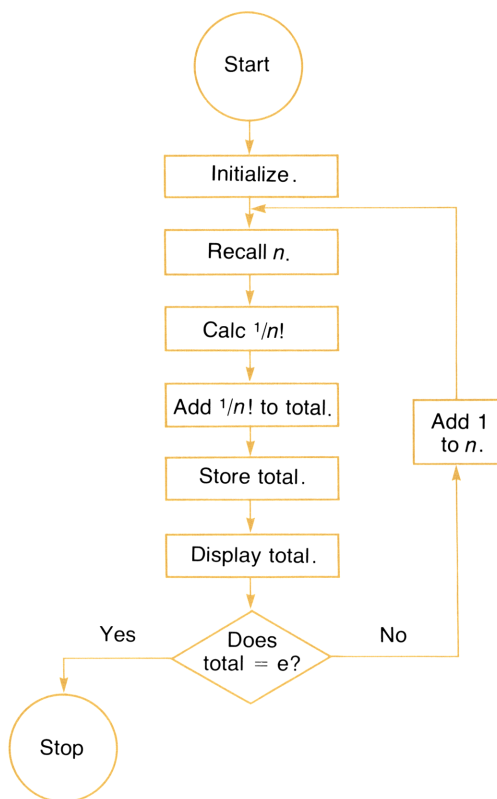 Start
Initialize.
Recall n.
Calc 1/n!
Add 1/n! to total.
Add 1
to n.
Store total.
Display total.
Yes
Does
total = e?
No
Stop